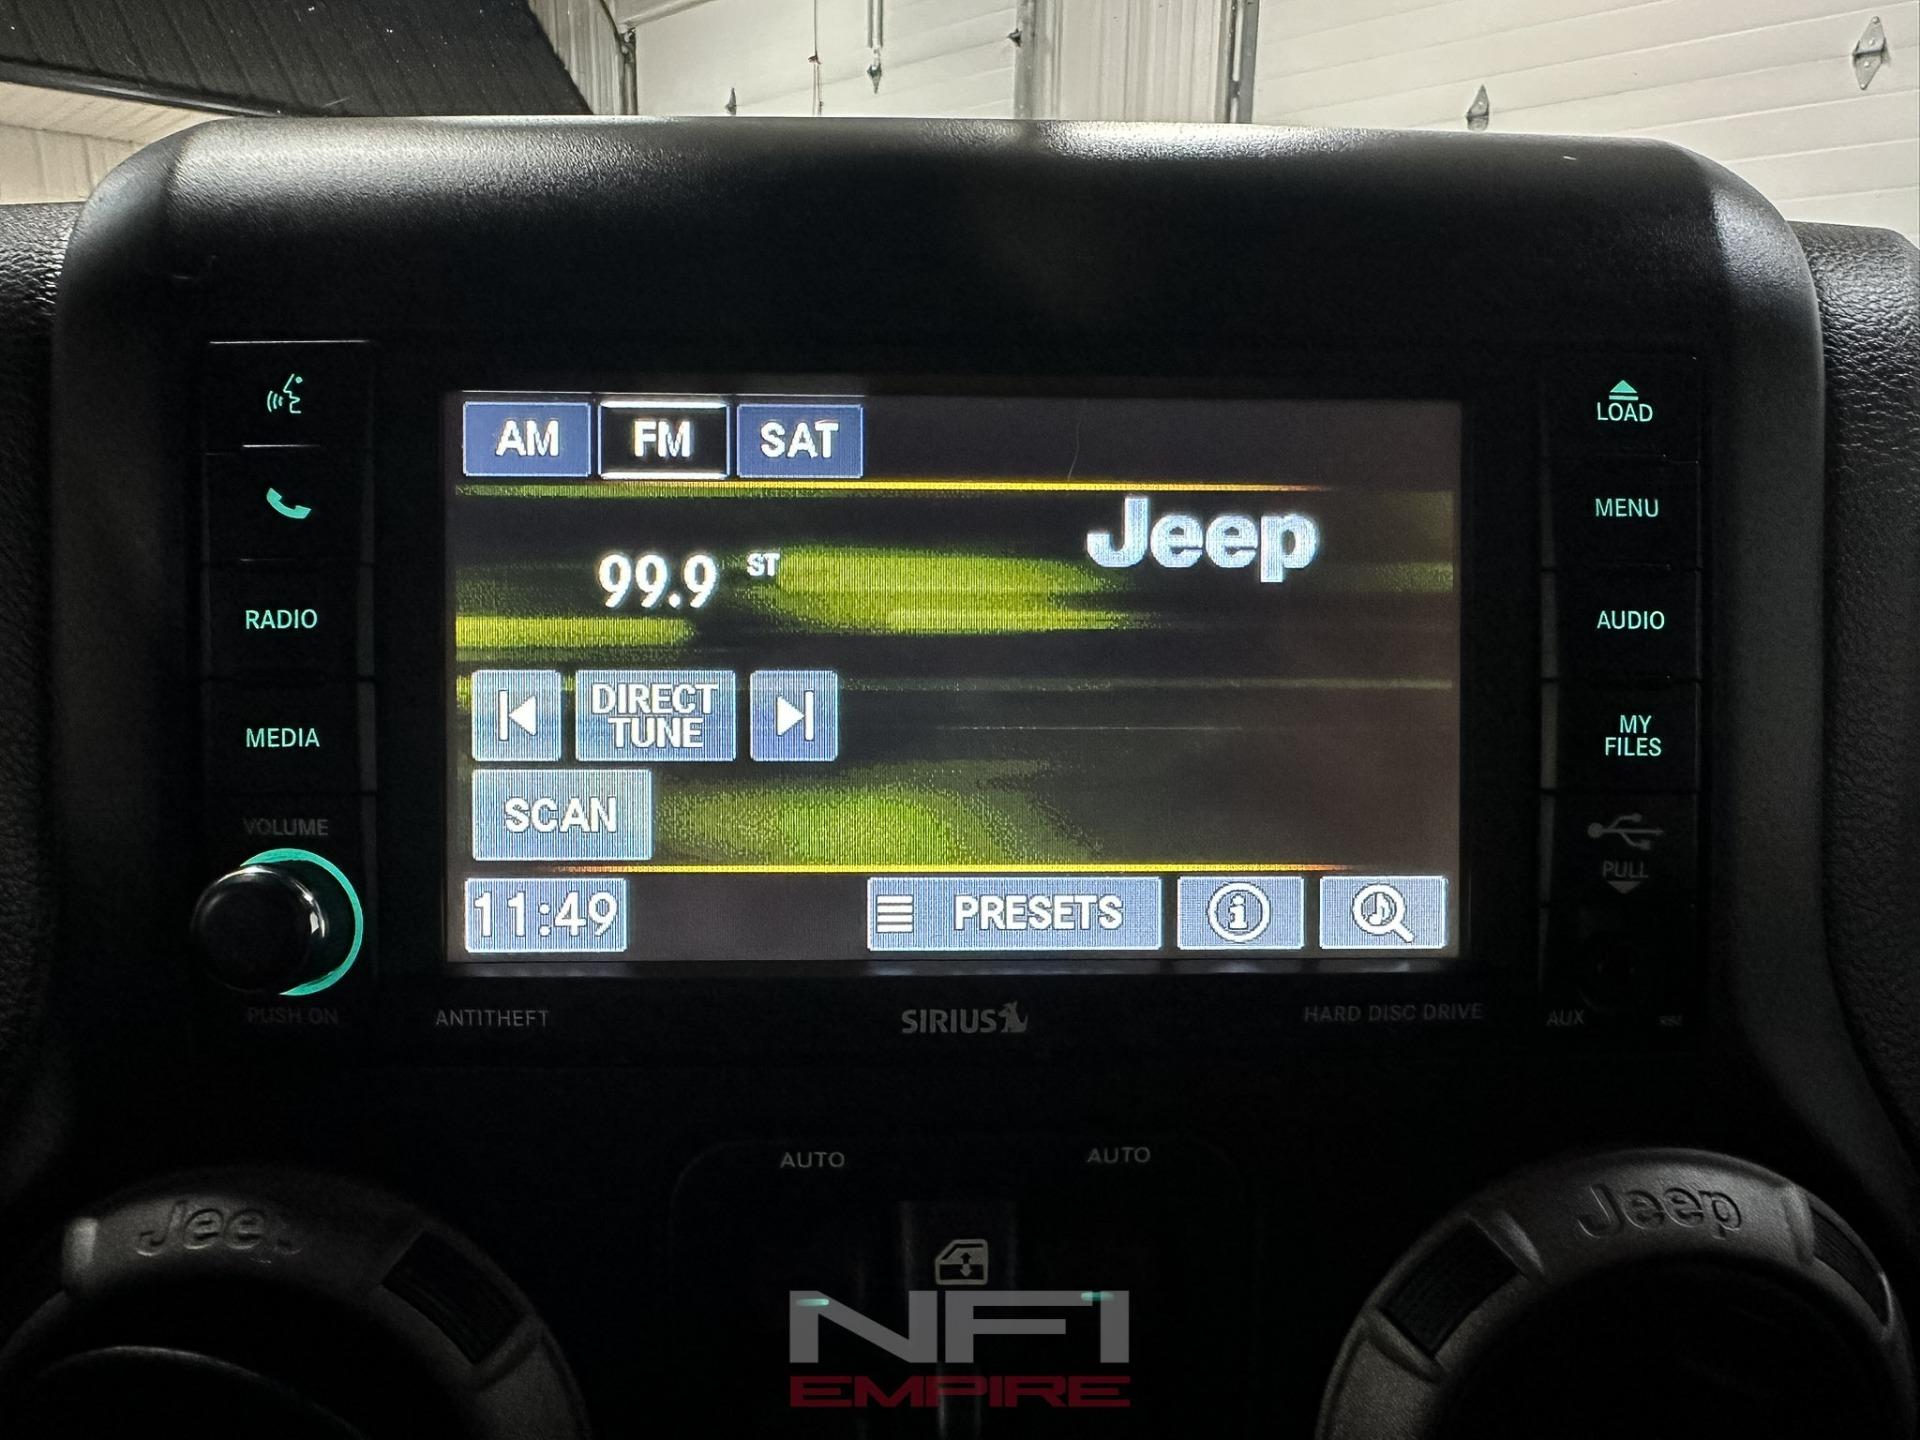 AM FM SAT
Jeep
99.9 ST
DIRECT
TUNE
SCAN
11:49 PRESETS
RADIO
MEDIA
VOLUME
PUSH ON
LOAD
MENU
AUDIO
MY
FILES
PULL
AUX
ANTITHEFT SIRIUS HARD DISC DRIVE
AUTO AUTO
Jeep Jeep
NFI
EMPIRE